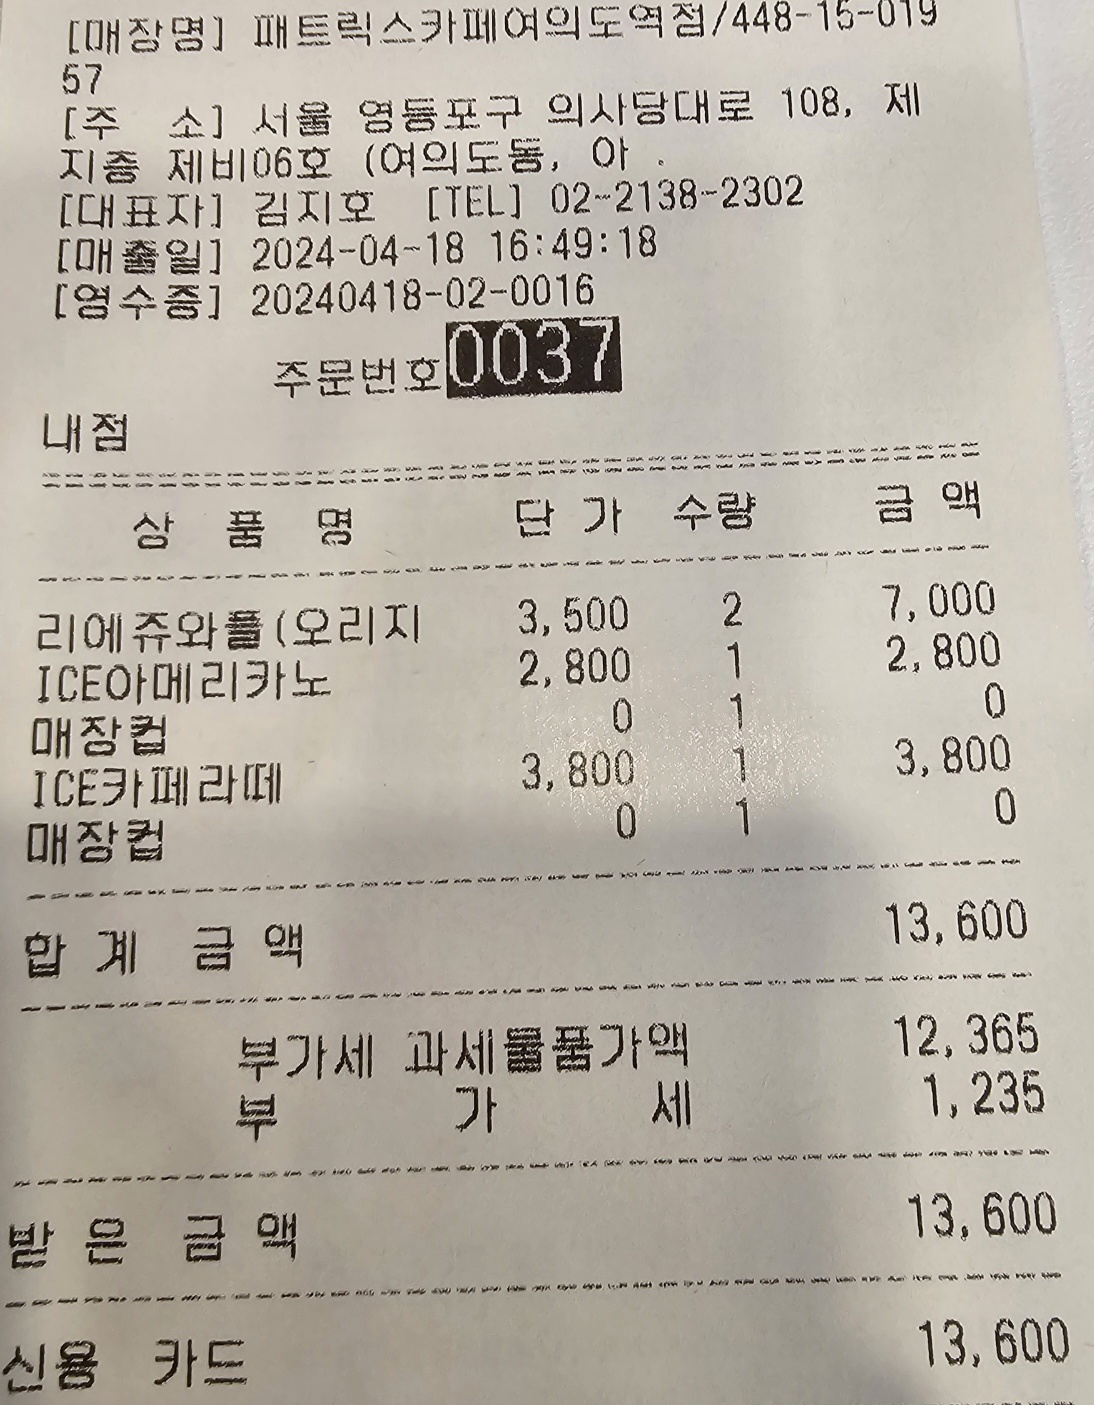 [매장명] 패트릭스카페여의도역점/448-15-019
57
[주 소] 서울 영등포구 의사당대로 108, 제
지층 제비06호 (여의도동, 아 .
[대표자] 김지호 [TEL] 02-2138-2302
[매출일] 2024-04-18 16:49:18
[영수증] 20240418-02-0016
주문번호 0037
내점
상 품 명 단 가 수량 금 액
리에쥬와플(오리지 3,500 2 7,000
ICE아메리카노 2,800 1 2,800
매장컵 0 1 0
ICE카페라떼 3,800 1 3,800
매장컵 0 1 0
합 계 금 액 13,600
부가세 과세물품가액 12,365
부 가 세 1,235
받 은 금 액 13,600
신용 카드 13,600